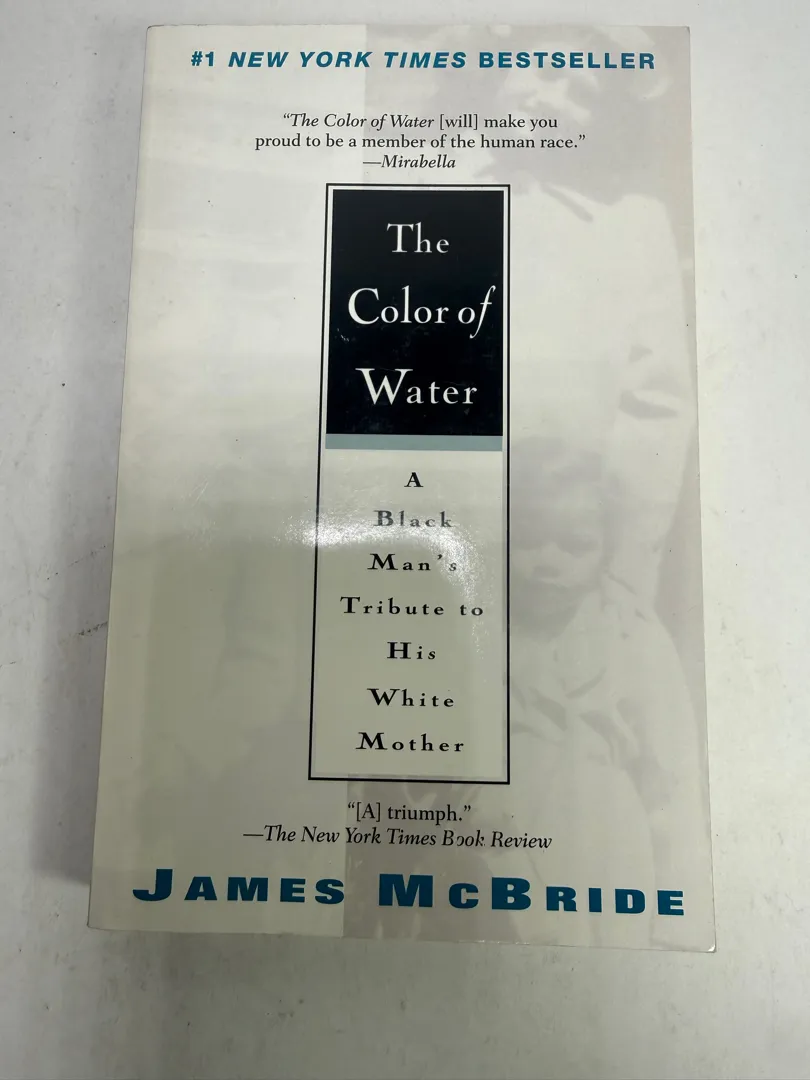 #1 NEW YORK TIMES BESTSELLER
“The Color of Water [will] make you
proud to be a member of the human race.”
—Mirabella
The
Color of
Water
A
Black
Man’s
Tribute to
His
White
Mother
“[A] triumph.”
—The New York Times Book Review
JAMES MCBRIDE